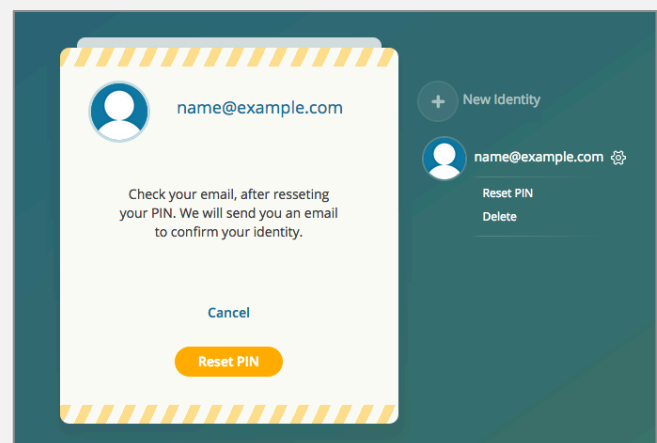 name@example.com
Check your email, after resseting
your PIN. We will send you an email
to confirm your identity.
Cancel
Reset PIN
New Identity
name@example.com
Reset PIN
Delete